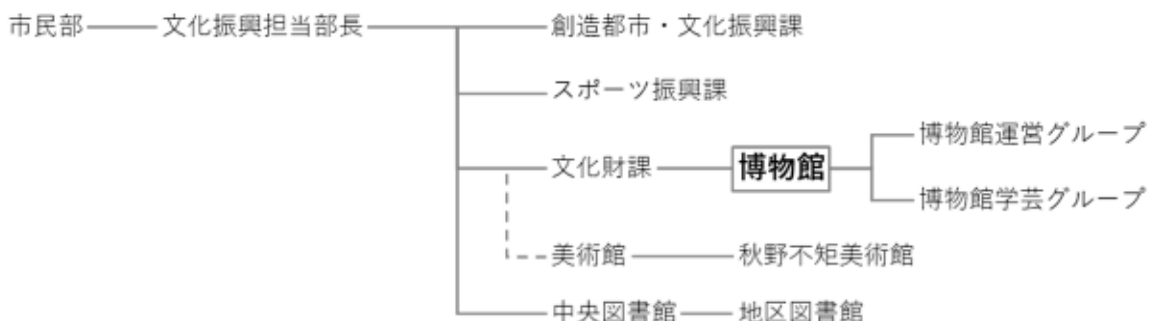 市民部 文化振興担当部長 創造都市・文化振興課
スポーツ振興課
博物館運営グループ
文化財課 博物館
博物館学芸グループ
美術館 秋野不矩美術館
中央図書館 地区図書館